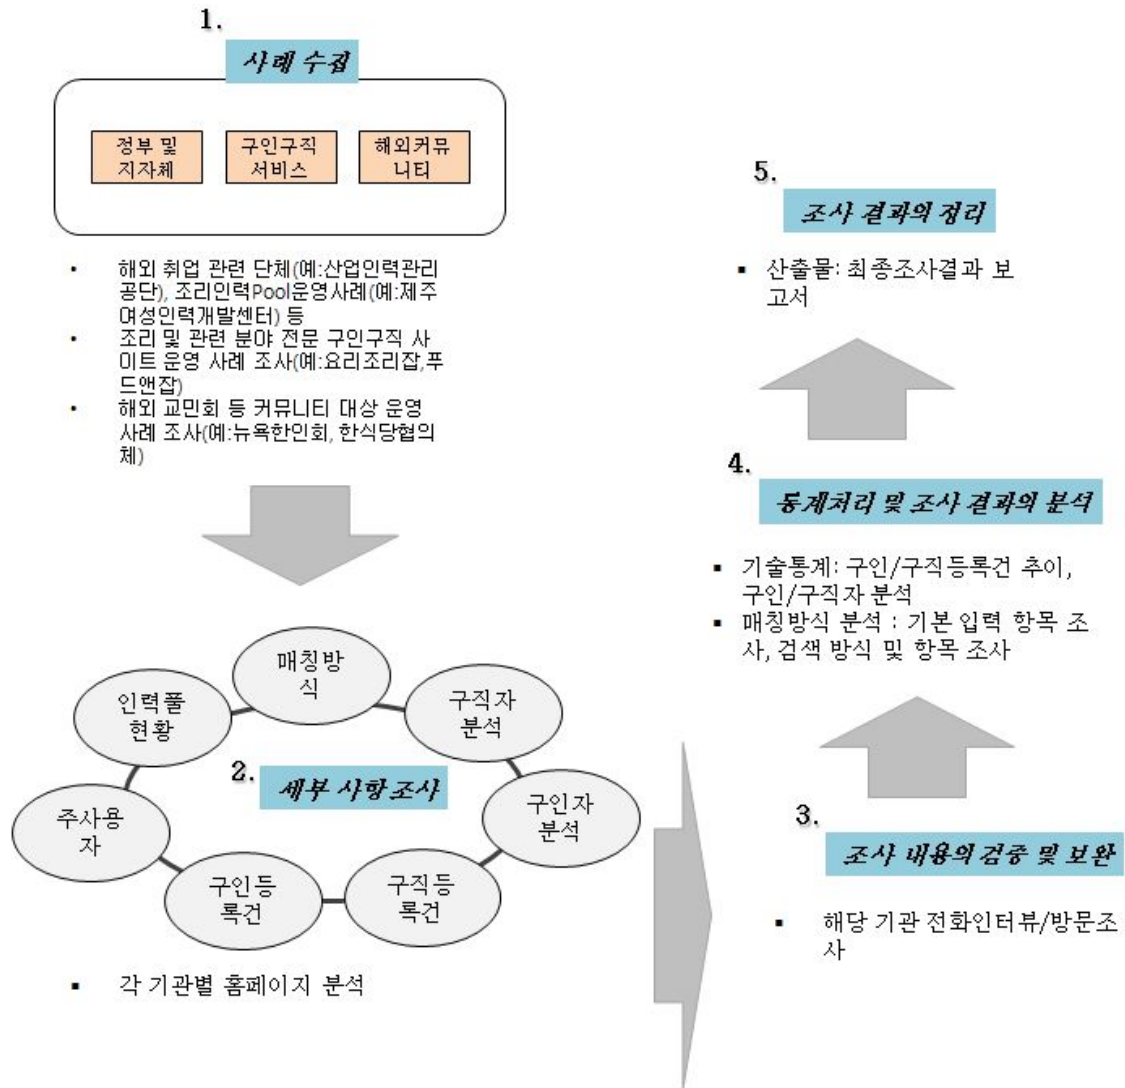 1.
사례 수집
정부 및
지자체
구인구직
서비스
해외커뮤
니티
• 해외 취업 관련 단체(예:산업인력관리
공단), 조리인력Pool운영사례(예:제주
여성인력개발센터) 등
• 조리 및 관련 분야 전문 구인구직 사
이트 운영 사례 조사(예:요리조리잡,푸
드앤잡)
• 해외 교민회 등 커뮤니티 대상 운영
사례 조사(예:뉴욕한인회, 한식당협의
체)
2.
세부 사항 조사
매칭방
식
구직자
분석
구인자
분석
구직등
록건
구인등
록건
주사용
자
인력풀
현황
▪ 각 기관별 홈페이지 분석
3.
조사 내용의 검증 및 보완
▪ 해당 기관 전화인터뷰/방문조
사
4.
통계처리 및 조사 결과의 분석
▪ 기술통계: 구인/구직등록건 추이,
구인/구직자 분석
▪ 매칭방식 분석 : 기본 입력 항목 조
사, 검색 방식 및 항목 조사
5.
조사 결과의 정리
▪ 산출물: 최종조사결과 보
고서